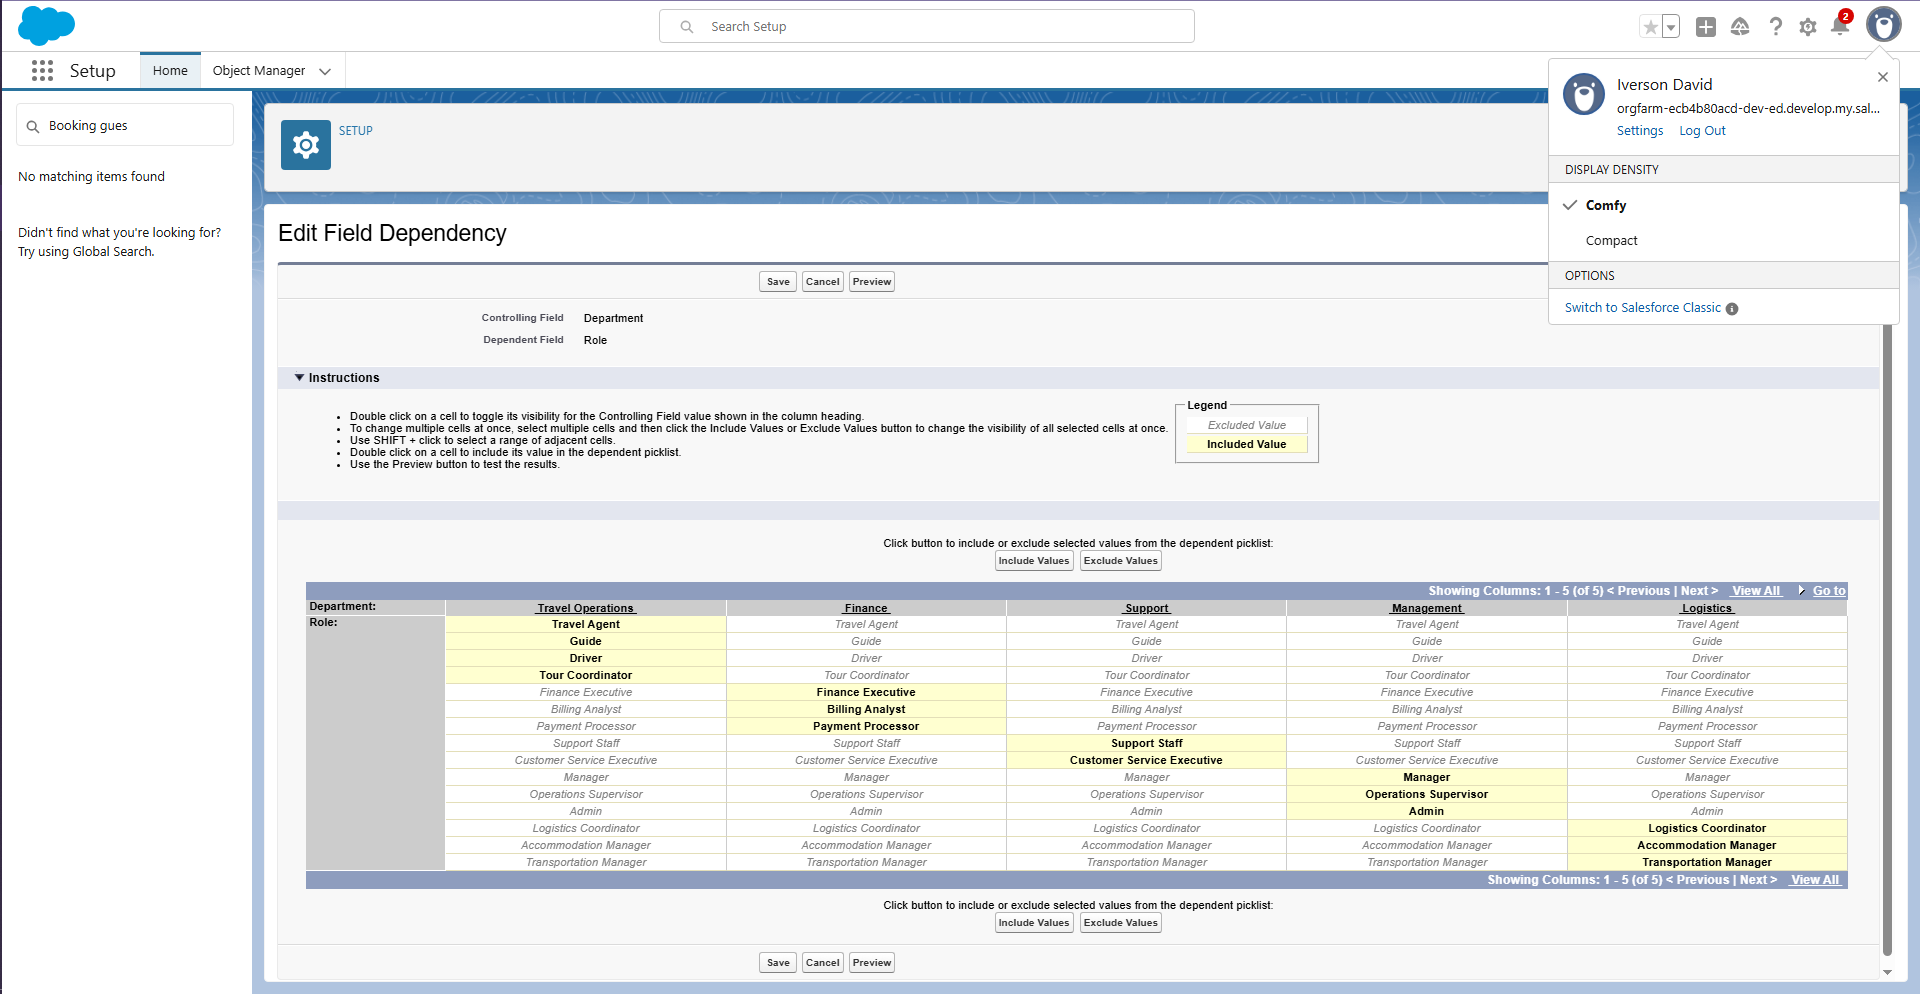 Search Setup
2
Setup
Home
Object Manager
Booking gues
No matching items found
Didn't find what you're looking for?
Try using Global Search.
SETUP
Iverson David
orgfarm-ecb4b80acd-dev-ed.develop.my.sal...
Settings Log Out
DISPLAY DENSITY
Comfy
Compact
OPTIONS
Switch to Salesforce Classic
Edit Field Dependency
Save Cancel Preview
Controlling Field Department
Dependent Field Role
Instructions
• Double click on a cell to toggle its visibility for the Controlling Field value shown in the column heading.
• To change multiple cells at once, select multiple cells and then click the Include Values or Exclude Values button to change the visibility of all selected cells at once.
• Use SHIFT + click to select a range of adjacent cells.
• Double click on a cell to include its value in the dependent picklist.
• Use the Preview button to test the results.
Legend
Excluded Value
Included Value
Click button to include or exclude selected values from the dependent picklist:
Include Values Exclude Values
Showing Columns: 1 - 5 (of 5) < Previous | Next > View All Go to
Department: Travel Operations Finance Support Management Logistics
Role: Travel Agent Travel Agent Travel Agent Travel Agent Travel Agent
Guide Guide Guide Guide Guide
Driver Driver Driver Driver Driver
Tour Coordinator Tour Coordinator Tour Coordinator Tour Coordinator Tour Coordinator
Finance Executive Finance Executive Finance Executive Finance Executive Finance Executive
Billing Analyst Billing Analyst Billing Analyst Billing Analyst Billing Analyst
Payment Processor Payment Processor Payment Processor Payment Processor Payment Processor
Support Staff Support Staff Support Staff Support Staff Support Staff
Customer Service Executive Customer Service Executive Customer Service Executive Customer Service Executive Customer Service Executive
Manager Manager Manager Manager Manager
Operations Supervisor Operations Supervisor Operations Supervisor Operations Supervisor Operations Supervisor
Admin Admin Admin Admin Admin
Logistics Coordinator Logistics Coordinator Logistics Coordinator Logistics Coordinator Logistics Coordinator
Accommodation Manager Accommodation Manager Accommodation Manager Accommodation Manager Accommodation Manager
Transportation Manager Transportation Manager Transportation Manager Transportation Manager Transportation Manager
Showing Columns: 1 - 5 (of 5) < Previous | Next > View All
Click button to include or exclude selected values from the dependent picklist:
Include Values Exclude Values
Save Cancel Preview